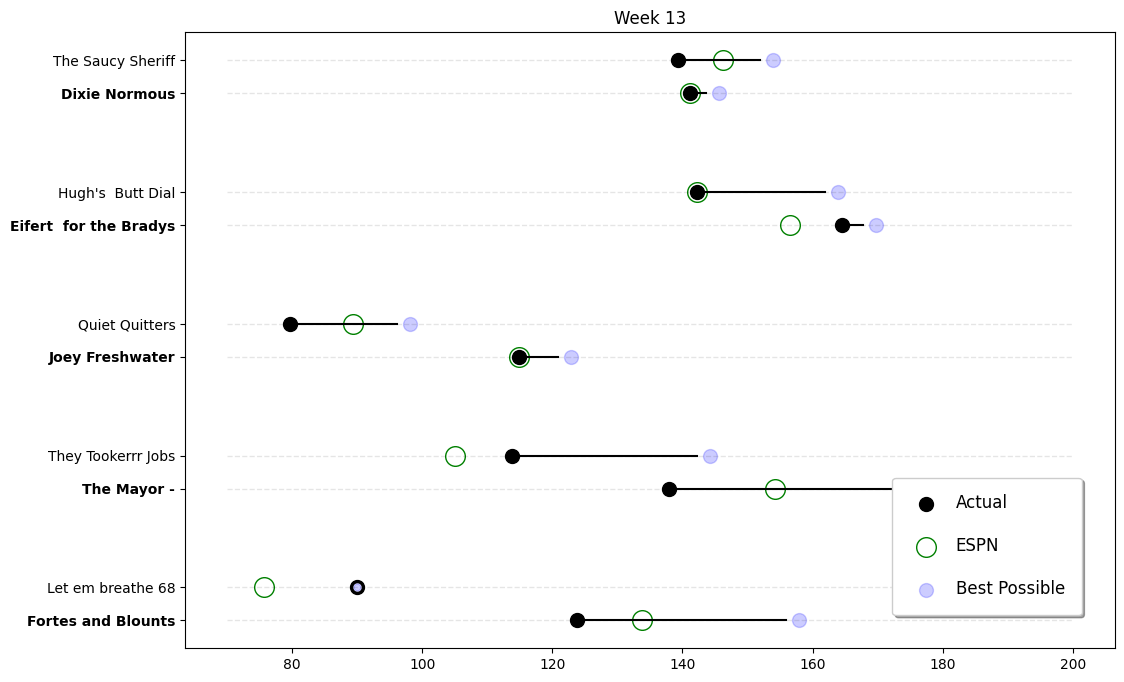 Week 13
The Saucy Sheriff
Dixie Normous
Hugh's  Butt Dial
Eifert  for the Bradys
Quiet Quitters
Joey Freshwater
They Tookerrr Jobs
The Mayor -
Let em breathe 68
Fortes and Blounts
Actual
ESPN
Best Possible
80 100 120 140 160 180 200